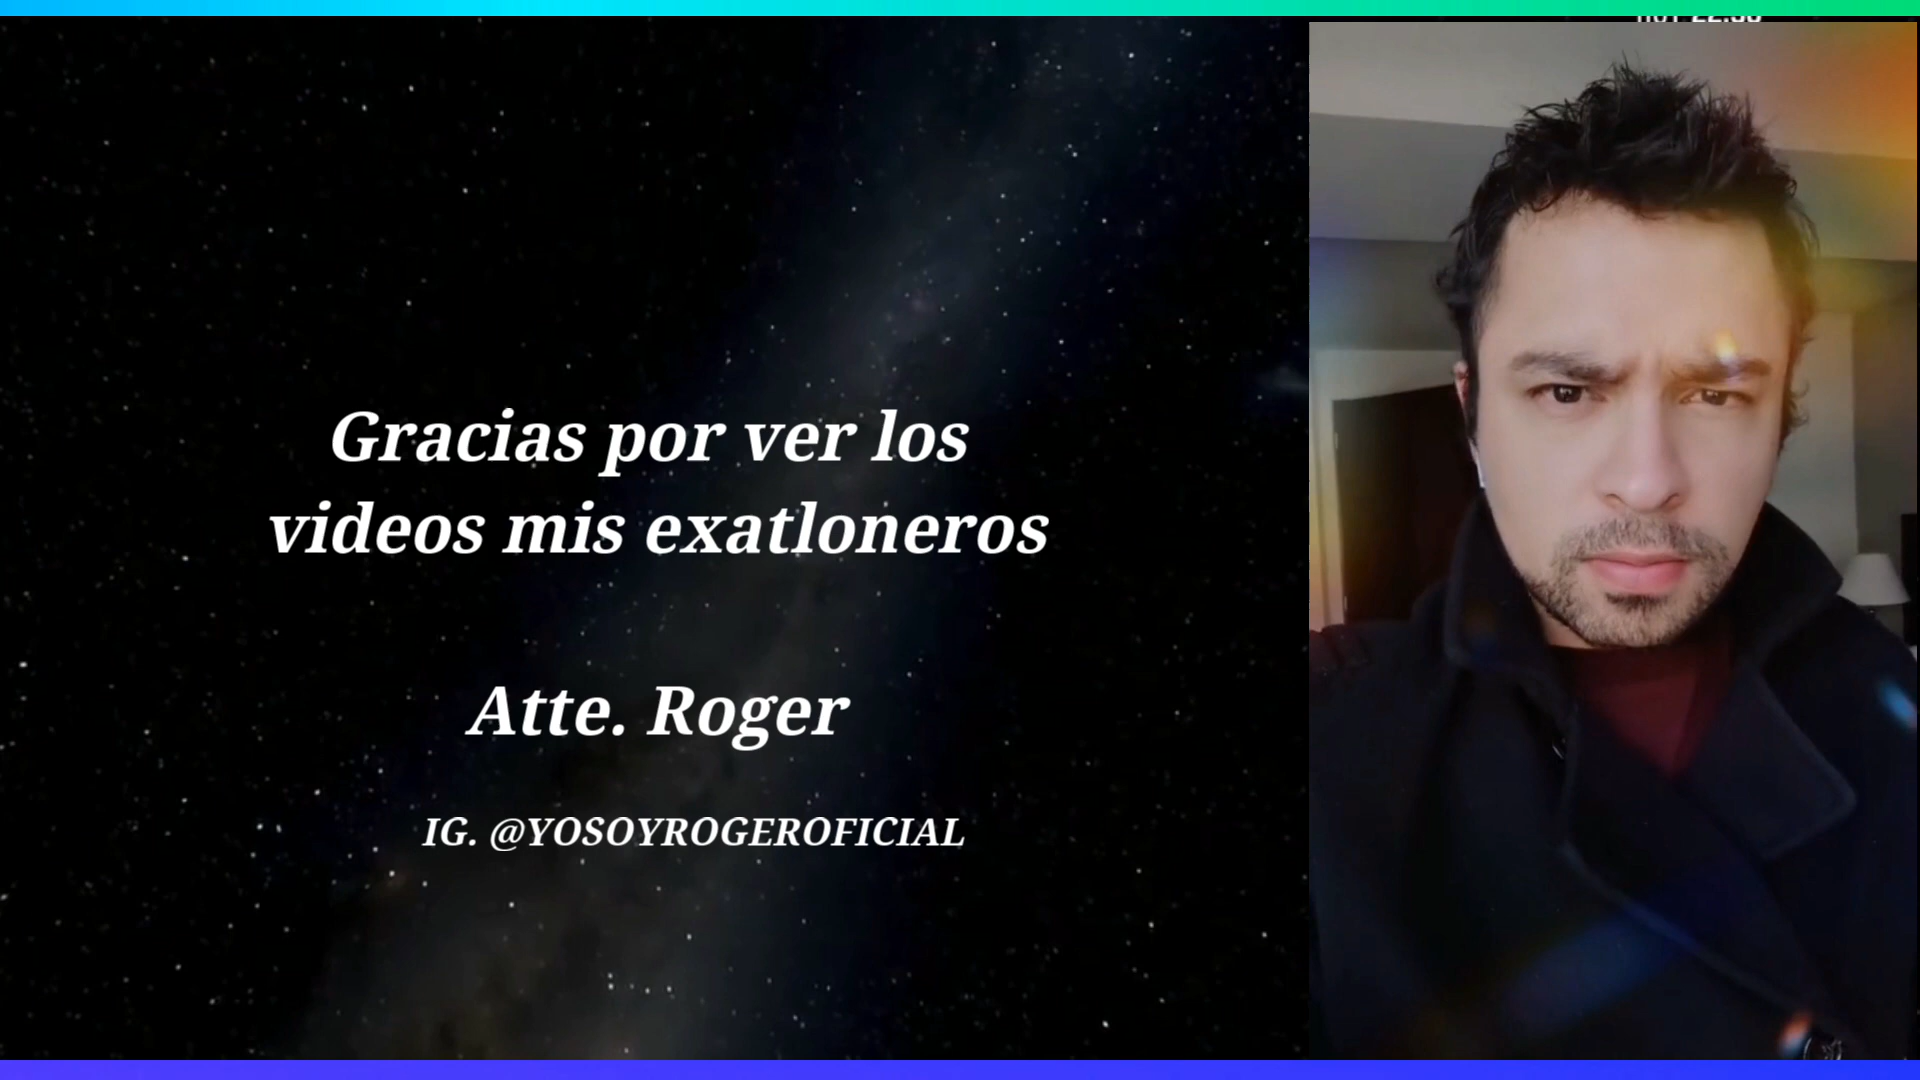 Gracias por ver los
videos mis exatloneros
Atte. Roger
IG. @YOSOYROGEROFICIAL